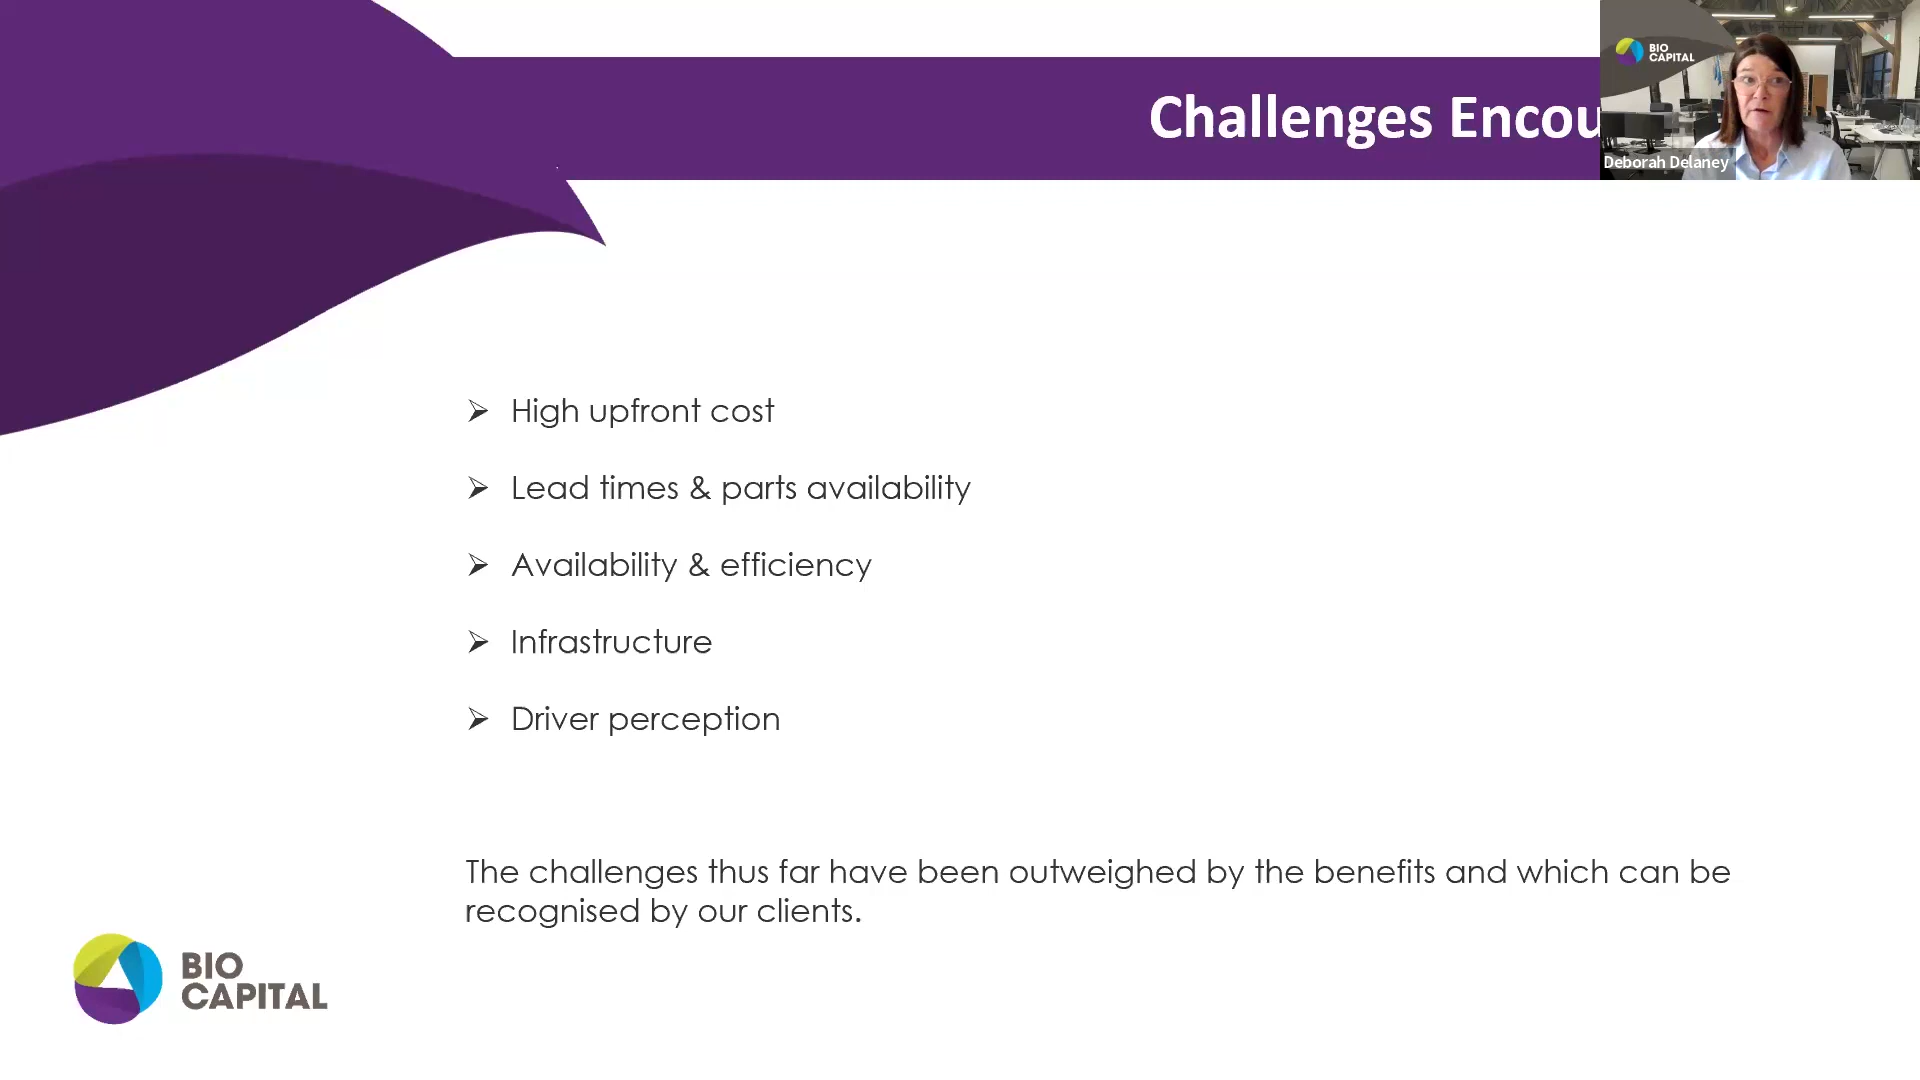 Challenges Encou
BIO
CAPITAL
Deborah Delaney
High upfront cost
Lead times & parts availability
Availability & efficiency
Infrastructure
Driver perception
The challenges thus far have been outweighed by the benefits and which can be
recognised by our clients.
BIO
CAPITAL